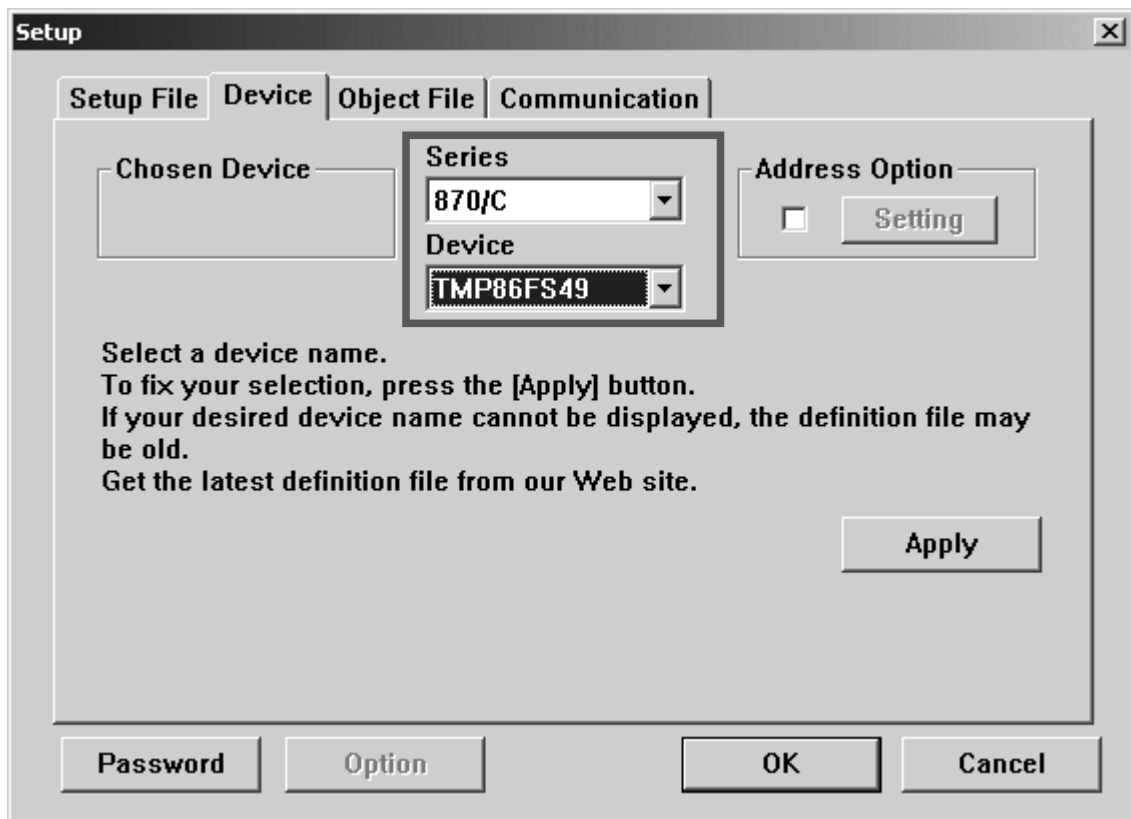 Setup
Setup File Device Object File Communication
Chosen Device
Series
870/C
Device
TMP86FS49
Address Option
Setting
Select a device name.
To fix your selection, press the [Apply] button.
If your desired device name cannot be displayed, the definition file may
be old.
Get the latest definition file from our Web site.
Apply
Password Option OK Cancel